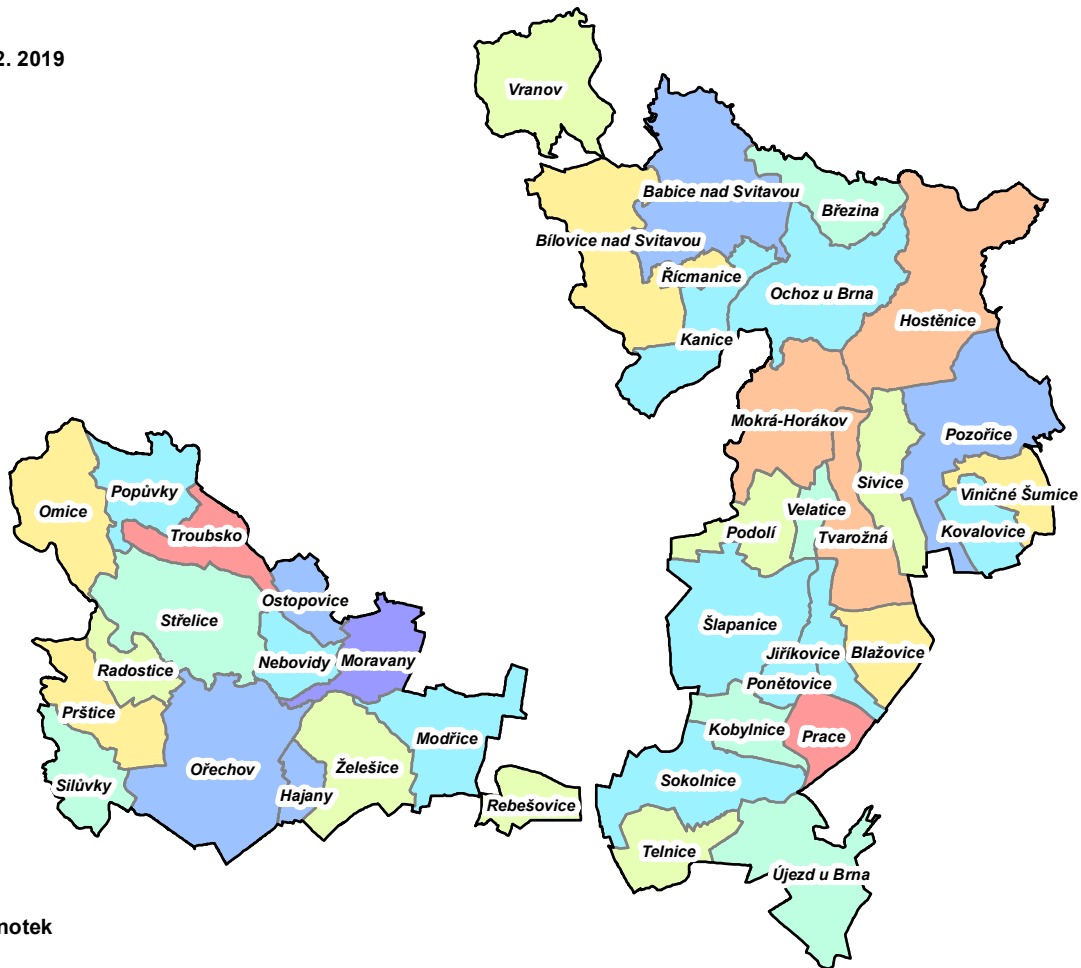 2. 2019
Vranov
Babice nad Svitavou
Březina
Bílovice nad Svitavou
Řícmanice
Ochoz u Brna
Hostěnice
Kanice
Mokrá-Horákov
Pozořice
Sivice
Viničné Šumice
Omice
Popůvky
Velatice
Troubsko
Podolí
Tvarožná
Kovalovice
Ostopovice
Střelice
Šlapanice
Jiříkovice
Blažovice
Radostice
Nebovidy
Moravany
Ponětovice
Prštice
Kobylnice
Prace
Modřice
Ořechov
Želešice
Sokolnice
Silůvky
Hajany
Rebešovice
Telnice
Újezd u Brna
notek